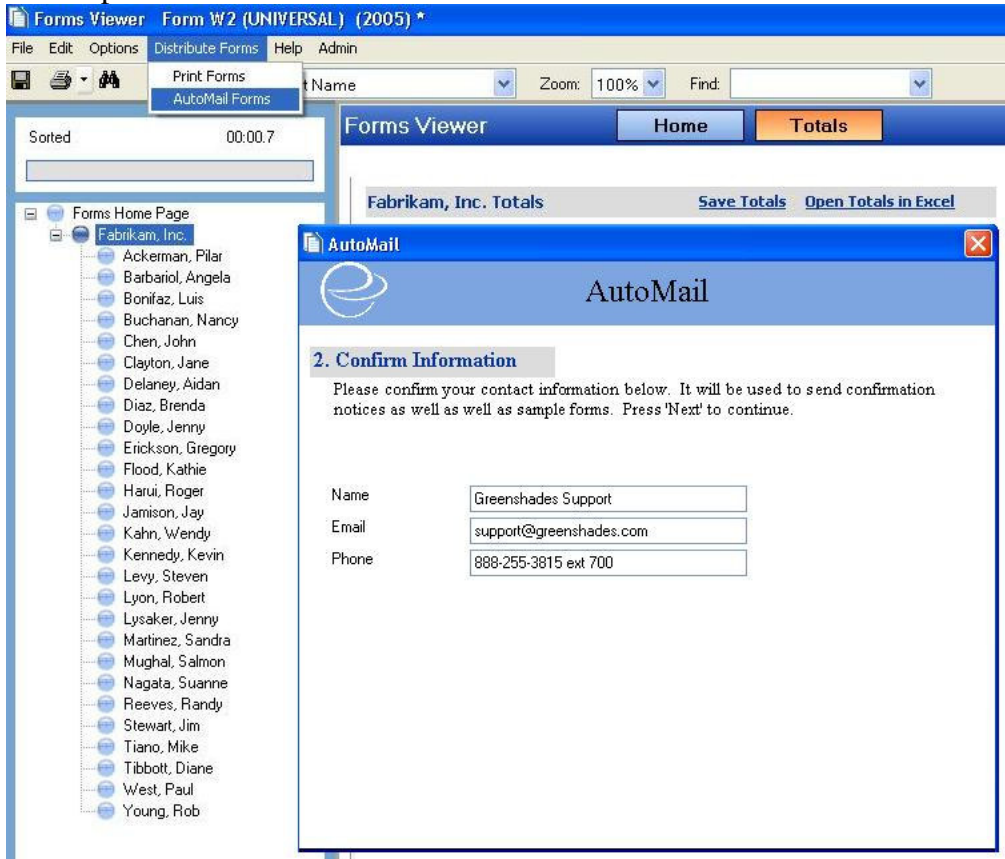 Forms Viewer Form W2 (UNIVERSAL) (2005) *
File Edit Options Distribute Forms Help Admin
Print Forms
AutoMail Forms
t Name
Zoom: 100% Find:
Sorted 00:00.7
Forms Viewer Home Totals
Fabrikam, Inc. Totals Save Totals Open Totals in Excel
Forms Home Page
Fabrikam, Inc.
Ackerman, Pilar
Barbariol, Angela
Bonifaz, Luis
Buchanan, Nancy
Chen, John
Clayton, Jane
Delaney, Aidan
Diaz, Brenda
Doyle, Jenny
Erickson, Gregory
Flood, Kathie
Harui, Roger
Jamison, Jay
Kahn, Wendy
Kennedy, Kevin
Levy, Steven
Lyon, Robert
Lysaker, Jenny
Martinez, Sandra
Mughal, Salmon
Nagata, Suanne
Reeves, Randy
Stewart, Jim
Tiano, Mike
Tibbott, Diane
West, Paul
Young, Rob
AutoMail
AutoMail
2. Confirm Information
Please confirm your contact information below. It will be used to send confirmation
notices as well as well as sample forms. Press 'Next' to continue.
Name Greenshades Support
Email support@greenshades.com
Phone 888-255-3815 ext 700